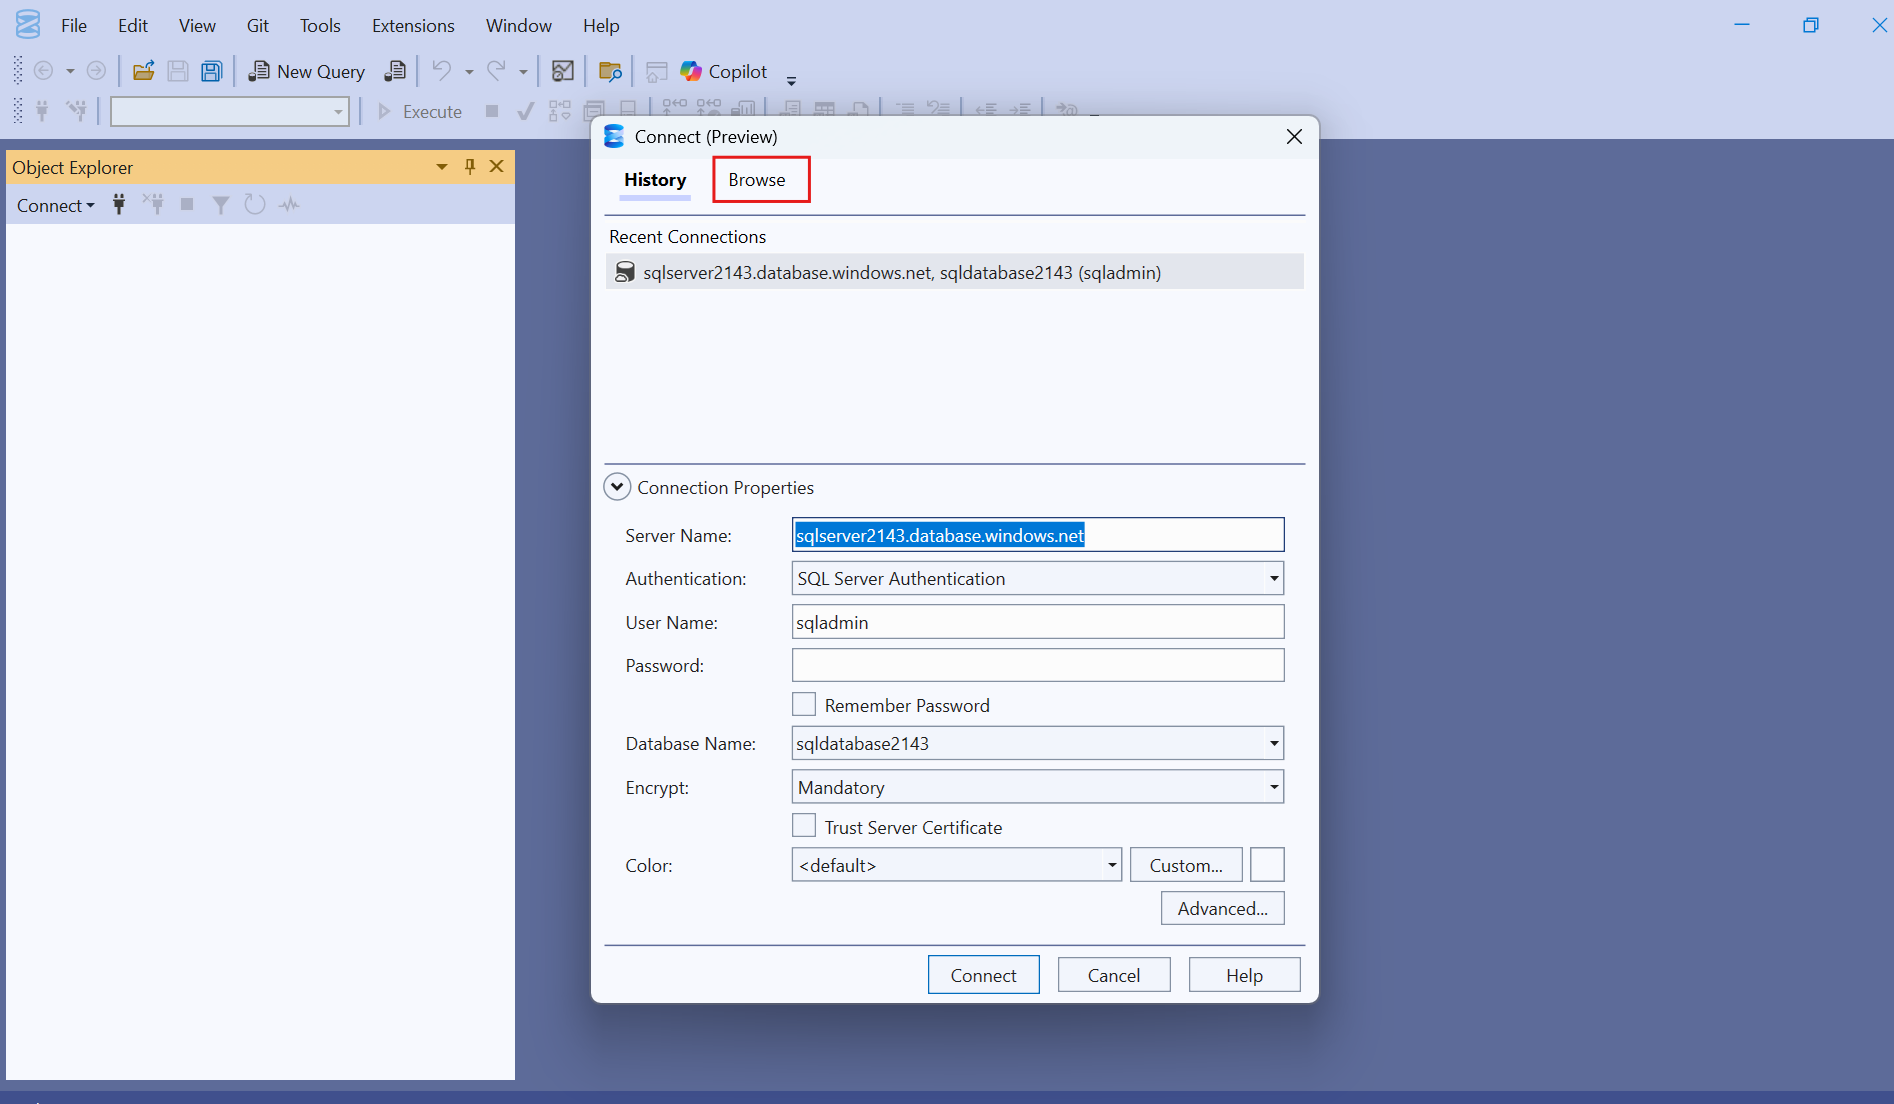 File Edit View Git Tools Extensions Window Help
New Query Copilot
Execute
Object Explorer
Connect
Connect (Preview)
History Browse
Recent Connections
sqlserver2143.database.windows.net, sqldatabase2143 (sqladmin)
Connection Properties
Server Name: sqlserver2143.database.windows.net
Authentication: SQL Server Authentication
User Name: sqladmin
Password:
Remember Password
Database Name: sqldatabase2143
Encrypt: Mandatory
Trust Server Certificate
Color: <default> Custom...
Advanced...
Connect Cancel Help